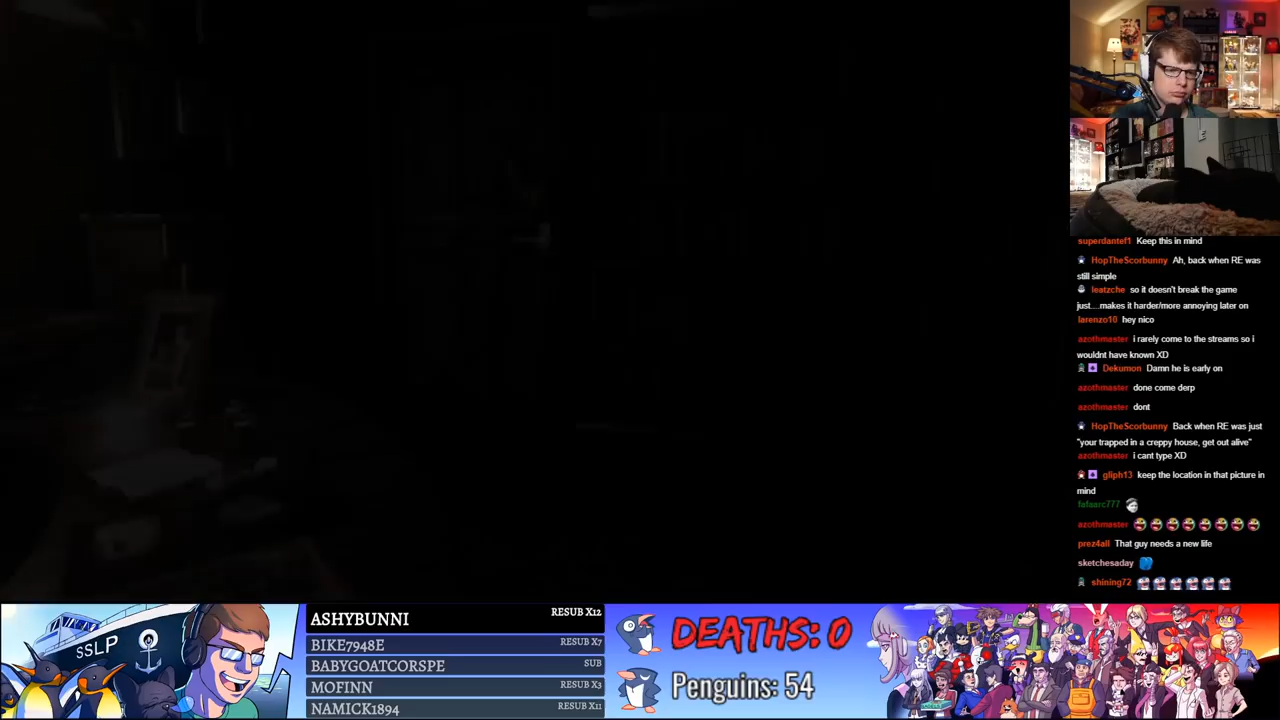 superdantef1 Keep this in mind
HopTheScorbunny Ah, back when RE was
still simple
leatzche so it doesn't break the game
just....makes it harder/more annoying later on
larenzo10 hey nico
azothmaster i rarely come to the streams so i
wouldnt have known XD
Dekumon Damn he is early on
azothmaster done come derp
azothmaster dont
HopTheScorbunny Back when RE was just
"your trapped in a creppy house, get out alive"
azothmaster i cant type XD
gliph13 keep the location in that picture in
mind
fafaarc777
azothmaster
prez4all That guy needs a new life
sketchesaday
shining72
SSLP
ASHYBUNNI RESUB X12
BIKE7948E RESUB X7
BABYGOATCORSPE SUB
MOFINN RESUB X3
NAMICK1894 RESUB X11
DEATHS: 0
Penguins: 54